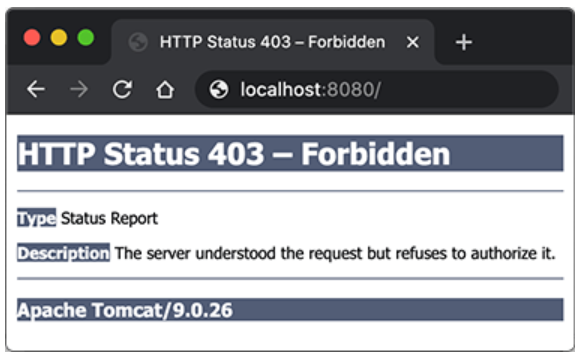 HTTP Status 403 – Forbidden
localhost:8080/
HTTP Status 403 – Forbidden
Type Status Report
Description The server understood the request but refuses to authorize it.
Apache Tomcat/9.0.26